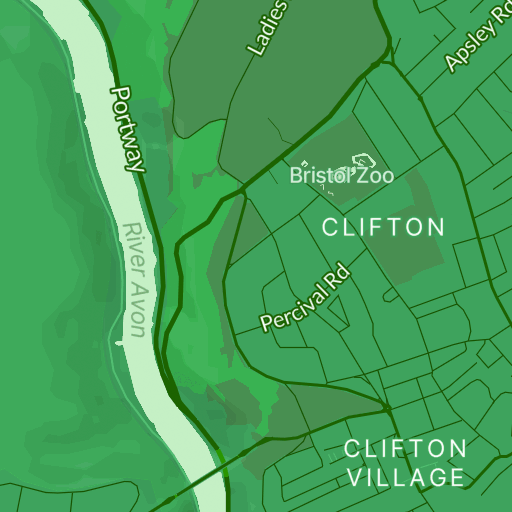 Ladies
Apsley Rd
Portway
Bristol Zoo
CLIFTON
River Avon
Percival Rd
CLIFTON
VILLAGE